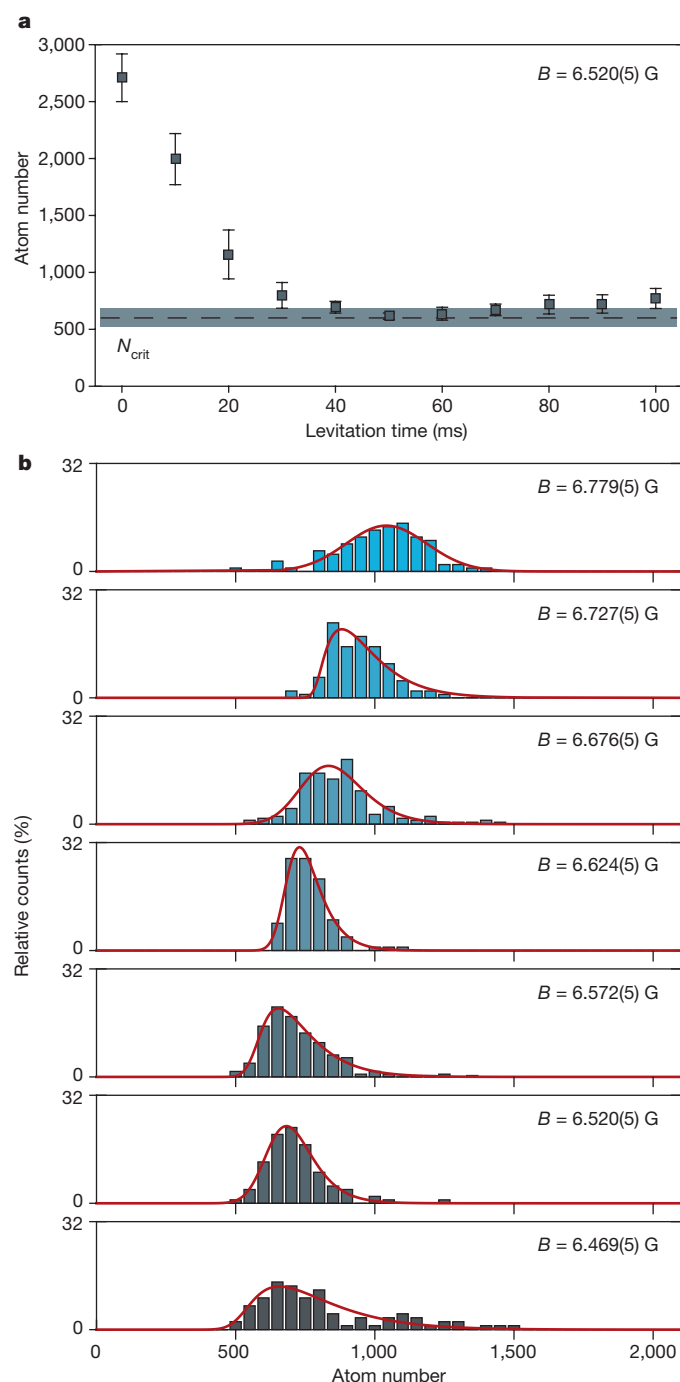 a
3,000
B = 6.520(5) G
2,500
2,000
Atom number
1,500
1,000
500
N_crit
0
0 20 40 60 80 100
Levitation time (ms)
b
32
B = 6.779(5) G
0
32
B = 6.727(5) G
0
32
B = 6.676(5) G
0
32
B = 6.624(5) G
0
Relative counts (%)
32
B = 6.572(5) G
0
32
B = 6.520(5) G
0
32
B = 6.469(5) G
0
0 500 1,000 1,500 2,000
Atom number